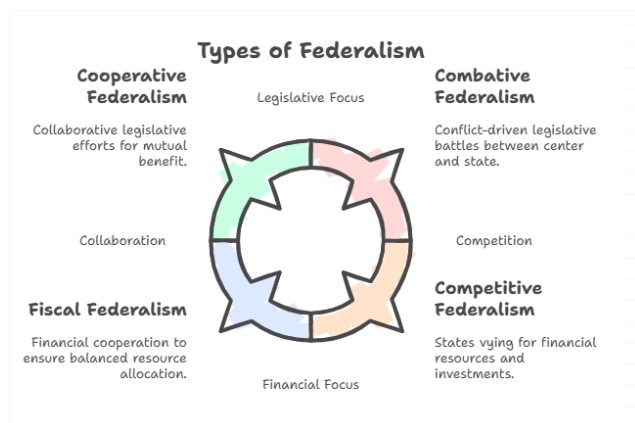 Types of Federalism
Cooperative
Federalism
Legislative Focus
Combative
Federalism
Collaborative legislative
efforts for mutual
benefit.
Conflict-driven legislative
battles between center
and state.
Collaboration
Competition
Fiscal Federalism
Competitive
Federalism
Financial cooperation to
ensure balanced resource
allocation.
States vying for financial
resources and
investments.
Financial Focus